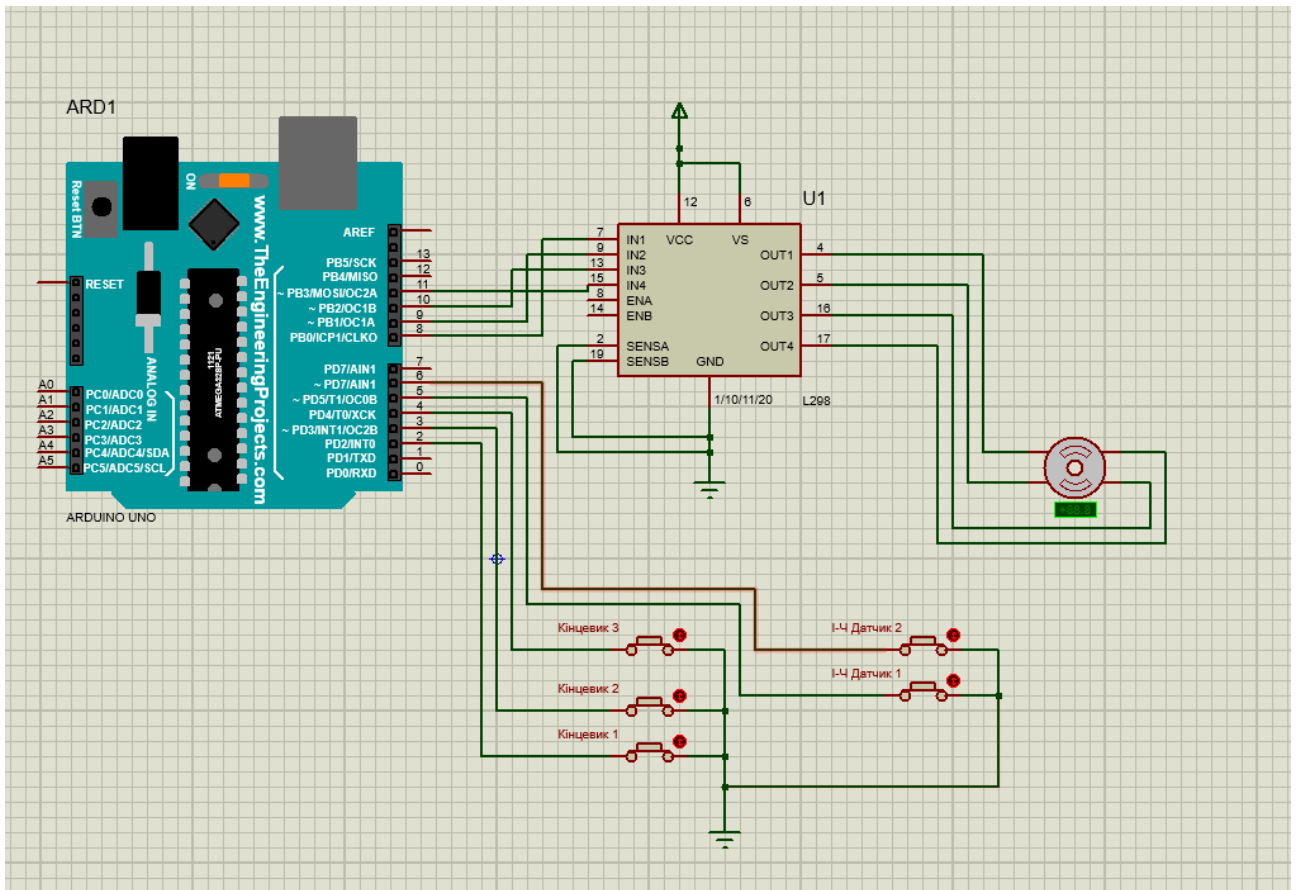 ARD1
ON
Reset BTN
www.TheEngineeringProjects.com
AREF
RESET
13
PB5/SCK
12
PB4/MISO
11
~ PB3/MOSI/OC2A
10
~ PB2/OC1B
9
~ PB1/OC1A
8
PB0/ICP1/CLKO
7
PD7/AIN1
6
~ PD7/AIN1
5
~ PD5/T1/OC0B
4
PD4/T0/XCK
3
~ PD3/INT1/OC2B
2
PD2/INT0
1
PD1/TXD
0
PD0/RXD
1121
ATMEGA328P-PU
ANALOG IN
A0
PC0/ADC0
A1
PC1/ADC1
A2
PC2/ADC2
A3
PC3/ADC3
A4
PC4/ADC4/SDA
A5
PC5/ADC5/SCL
ARDUINO UNO
U1
12
6
VCC
VS
7
IN1
9
IN2
13
IN3
15
IN4
8
ENA
14
ENB
2
SENSA
19
SENSB
GND
OUT1
4
OUT2
5
OUT3
16
OUT4
17
1/10/11/20
L298
+88.8
Кінцевик 3
Кінцевик 2
Кінцевик 1
І-Ч Датчик 2
І-Ч Датчик 1